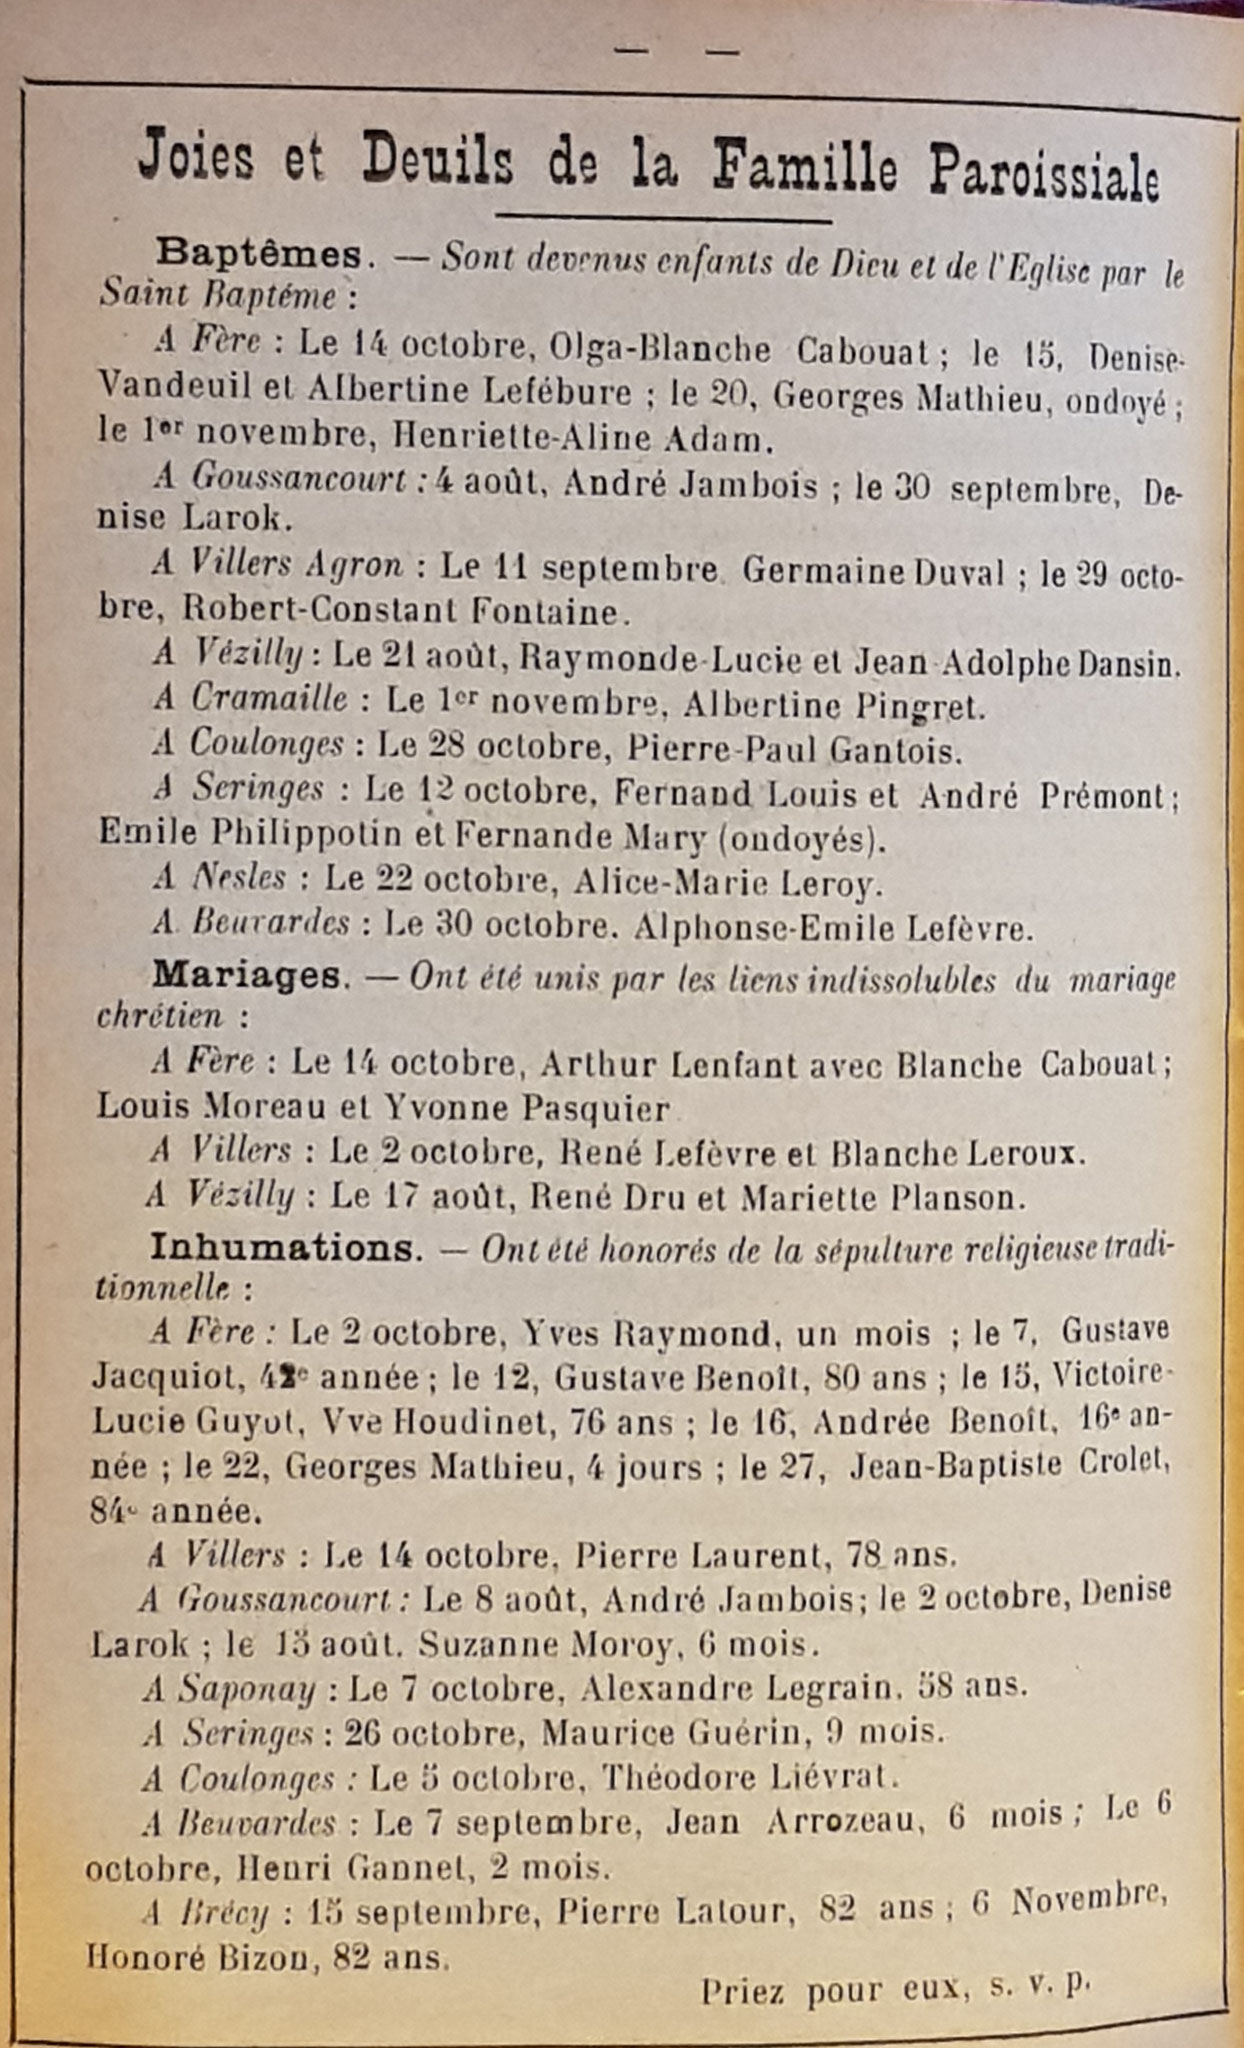 — —
Joies et Deuils de la Famille Paroissiale
Baptêmes. — Sont devenus enfants de Dieu et de l'Eglise par le
Saint Baptême :
A Fère : Le 14 octobre, Olga-Blanche Cabouat ; le 15, Denise-
Vandeuil et Albertine Lefébure ; le 20, Georges Mathieu, ondoyé ;
le 1er novembre, Henriette-Aline Adam.
A Goussancourt : 4 août, André Jambois ; le 30 septembre, De-
nise Larok.
A Villers Agron : Le 11 septembre Germaine Duval ; le 29 octo-
bre, Robert-Constant Fontaine.
A Vézilly : Le 21 août, Raymonde-Lucie et Jean-Adolphe Dansin.
A Cramaille : Le 1er novembre, Albertine Pingret.
A Coulonges : Le 28 octobre, Pierre-Paul Gantois.
A Seringes : Le 12 octobre, Fernand Louis et André Prémont ;
Emile Philippotin et Fernande Mary (ondoyés).
A Nesles : Le 22 octobre, Alice-Marie Leroy.
A Beuvardes : Le 30 octobre. Alphonse-Emile Lefèvre.
Mariages. — Ont été unis par les liens indissolubles du mariage
chrétien :
A Fère : Le 14 octobre, Arthur Lenfant avec Blanche Cabouat ;
Louis Moreau et Yvonne Pasquier
A Villers : Le 2 octobre, René Lefèvre et Blanche Leroux.
A Vézilly : Le 17 août, René Dru et Mariette Planson.
Inhumations. — Ont été honorés de la sépulture religieuse tradi-
tionnelle :
A Fère : Le 2 octobre, Yves Raymond, un mois ; le 7, Gustave
Jacquiot, année ; le 12, Gustave Benoît, 80 ans ; le 15, Victoire-
Lucie Guyot, Vve Houdinet, 76 ans ; le 16, Andrée Benoît, 16e an-
née ; le 22, Georges Mathieu, 4 jours ; le 27, Jean-Baptiste Crolet,
84e année.
A Villers : Le 14 octobre, Pierre Laurent, 78 ans.
A Goussancourt : Le 8 août, André Jambois ; le 2 octobre, Denise
Larok ; le 15 août. Suzanne Moroy, 6 mois.
A Saponay : Le 7 octobre, Alexandre Legrain. 58 ans.
A Seringes : 26 octobre, Maurice Guérin, 9 mois.
A Coulonges : Le 5 octobre, Théodore Liévrat.
A Beuvardes : Le 7 septembre, Jean Arrozeau, 6 mois ; Le 6
octobre, Henri Gannet, 2 mois.
A Brécy : 15 septembre, Pierre Latour, 82 ans ; 6 Novembre,
Honoré Bizon, 82 ans.
Priez pour eux, s. v. p.